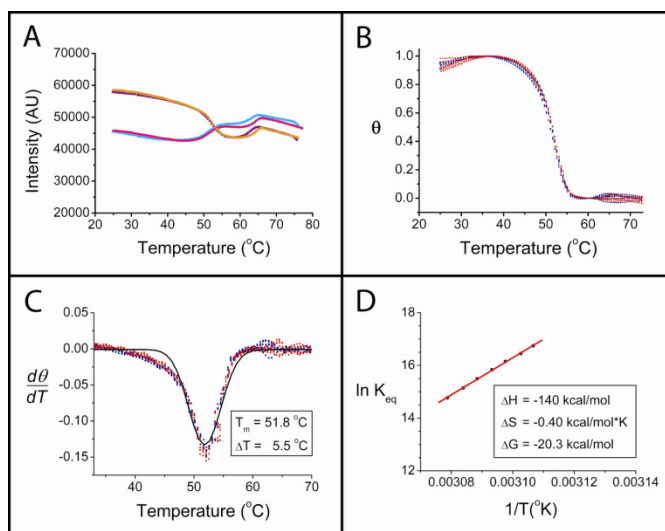 A
Intensity (AU)
70000
60000
50000
40000
30000
20000
20 30 40 50 60 70 80
Temperature (°C)
B
θ
1.0
0.8
0.6
0.4
0.2
0.0
20 30 40 50 60 70
Temperature (°C)
C
dθ
dT
0.05
0.00
-0.05
-0.10
-0.15
Tm = 51.8 °C
ΔT = 5.5 °C
40 50 60 70
Temperature (°C)
D
ln Keq
18
16
14
12
ΔH = -140 kcal/mol
ΔS = -0.40 kcal/mol*K
ΔG = -20.3 kcal/mol
0.00308 0.00310 0.00312 0.00314
1/T(°K)